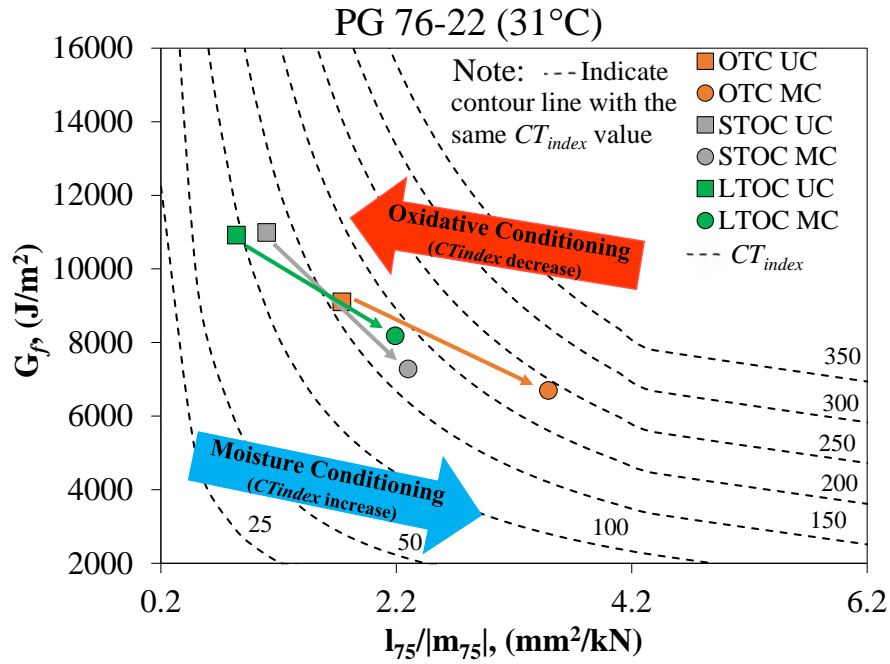 PG 76-22 (31°C)
16000
14000
12000
10000
8000
6000
4000
2000
G_f, (J/m²)
Note: ---- Indicate
contour line with the
same CT_index value
OTC UC
OTC MC
STOC UC
STOC MC
LTOC UC
LTOC MC
CT_index
Oxidative Conditioning
(CTindex decrease)
Moisture Conditioning
(CTindex increase)
350
300
250
200
150
100
50
25
0.2
2.2
4.2
6.2
l₇₅/|m₇₅|, (mm²/kN)